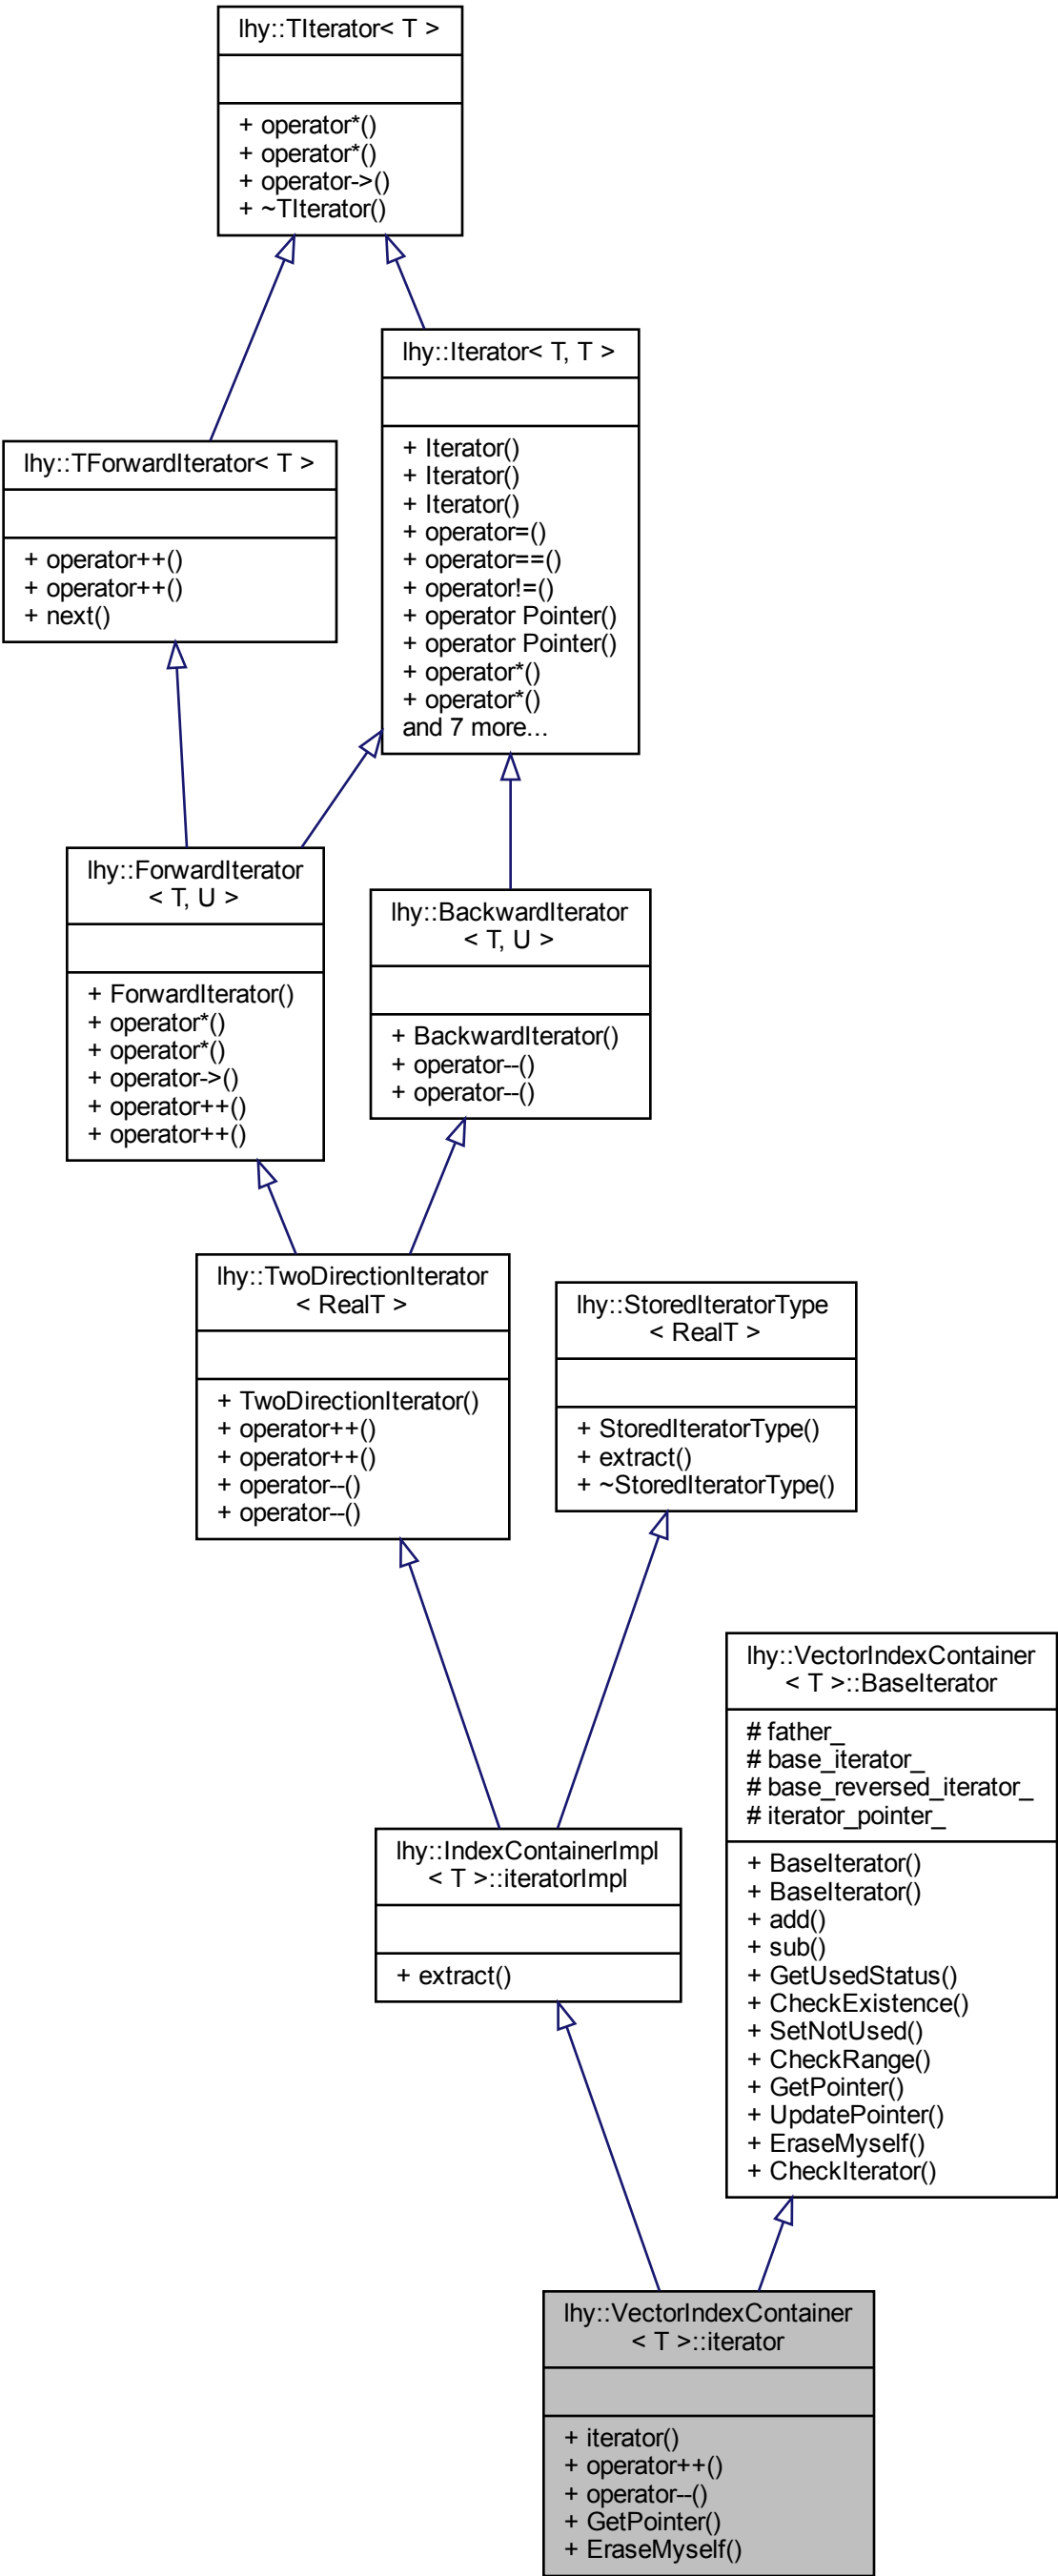 lhy::TIterator< T >
+ operator*()
+ operator*()
+ operator->()
+ ~TIterator()
lhy::Iterator< T, T >
+ Iterator()
+ Iterator()
+ Iterator()
+ operator=()
+ operator==()
+ operator!=()
+ operator Pointer()
+ operator Pointer()
+ operator*()
+ operator*()
and 7 more...
lhy::TForwardIterator< T >
+ operator++()
+ operator++()
+ next()
lhy::ForwardIterator
< T, U >
+ ForwardIterator()
+ operator*()
+ operator*()
+ operator->()
+ operator++()
+ operator++()
lhy::BackwardIterator
< T, U >
+ BackwardIterator()
+ operator--()
+ operator--()
lhy::TwoDirectionIterator
< RealT >
+ TwoDirectionIterator()
+ operator++()
+ operator++()
+ operator--()
+ operator--()
lhy::StoredIteratorType
< RealT >
+ StoredIteratorType()
+ extract()
+ ~StoredIteratorType()
lhy::VectorIndexContainer
< T >::BaseIterator
# father_
# base_iterator_
# base_reversed_iterator_
# iterator_pointer_
+ BaseIterator()
+ BaseIterator()
+ add()
+ sub()
+ GetUsedStatus()
+ CheckExistence()
+ SetNotUsed()
+ CheckRange()
+ GetPointer()
+ UpdatePointer()
+ EraseMyself()
+ CheckIterator()
lhy::IndexContainerImpl
< T >::iteratorImpl
+ extract()
lhy::VectorIndexContainer
< T >::iterator
+ iterator()
+ operator++()
+ operator--()
+ GetPointer()
+ EraseMyself()